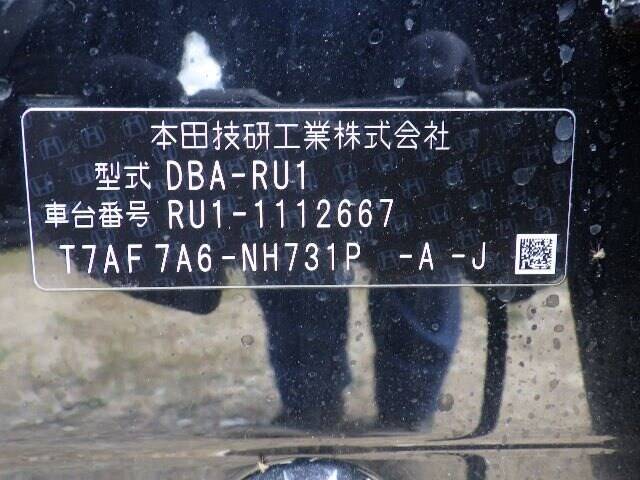 本田技研工業株式会社
型式 DBA-RU1
車台番号 RU1-1112667
T7AF 7A6-NH731P -A -J